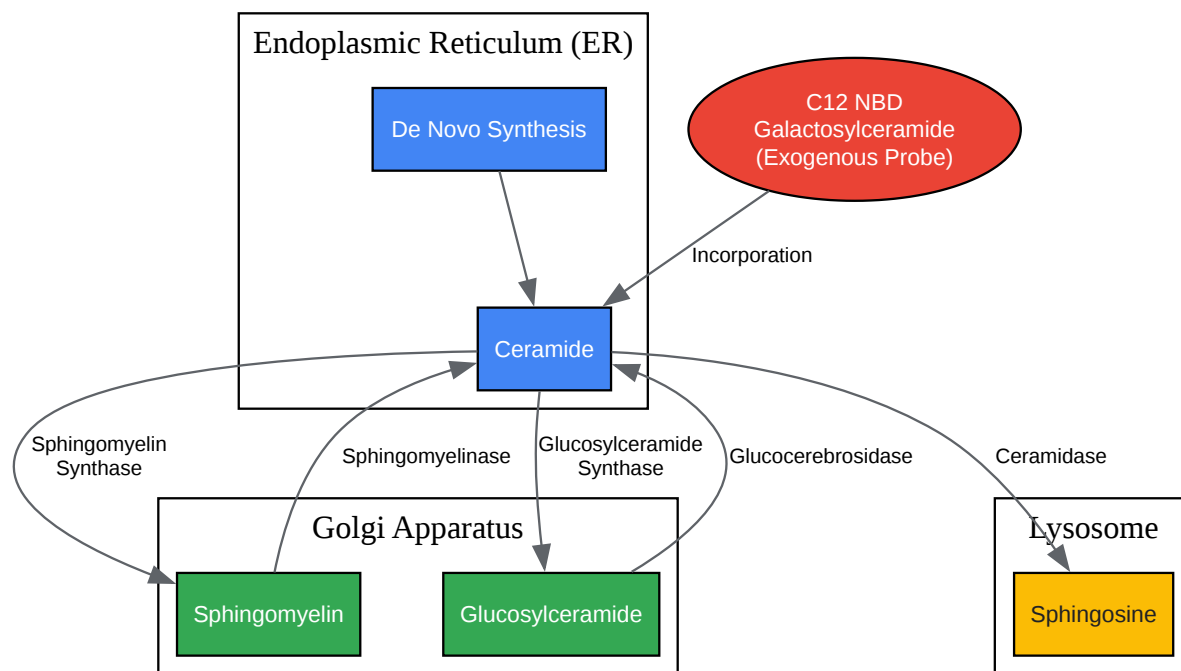 Endoplasmic Reticulum (ER)
De Novo Synthesis
C12 NBD
Galactosylceramide
(Exogenous Probe)
Incorporation
Ceramide
Sphingomyelin
Synthase
Sphingomyelinase
Glucosylceramide
Synthase
Glucocerebrosidase
Ceramidase
Golgi Apparatus
Lysosome
Sphingomyelin
Glucosylceramide
Sphingosine